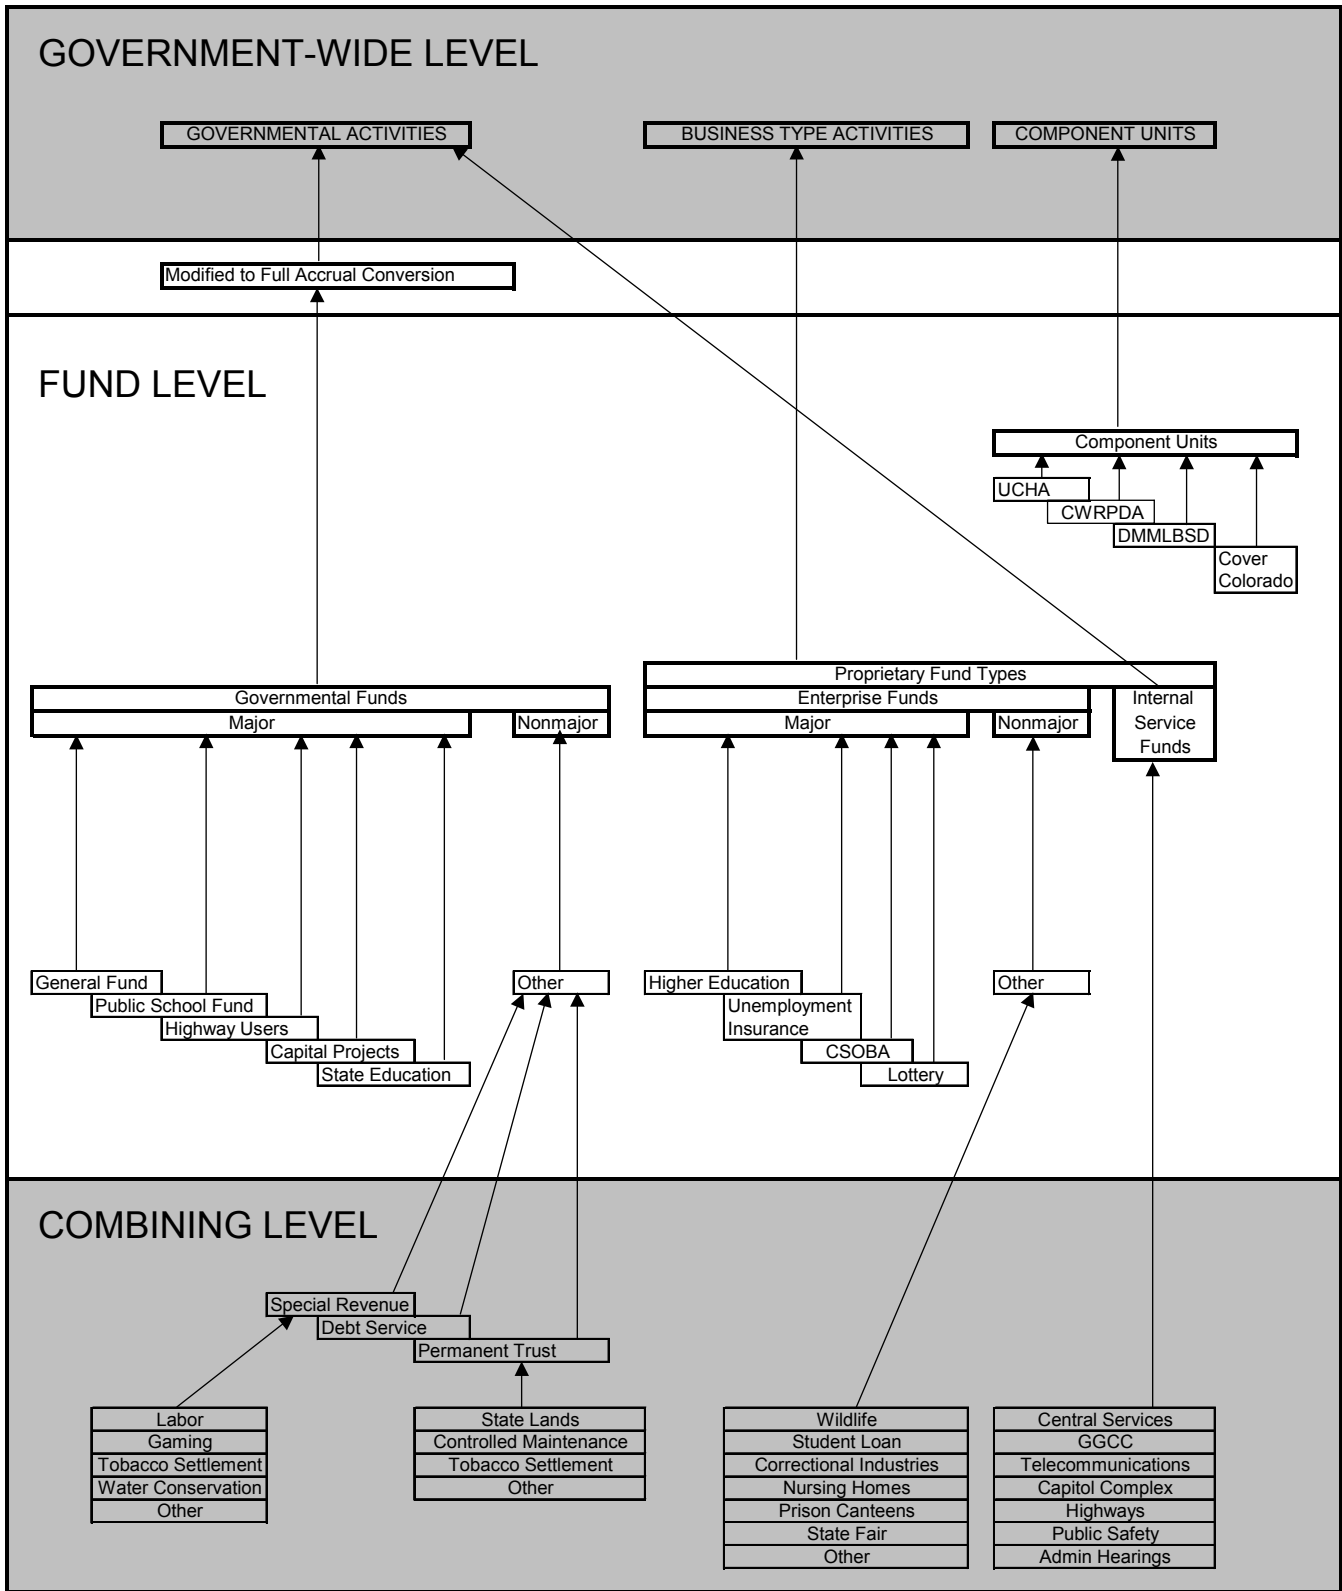 GOVERNMENT-WIDE LEVEL
GOVERNMENTAL ACTIVITIES
BUSINESS TYPE ACTIVITIES
COMPONENT UNITS
Modified to Full Accrual Conversion
FUND LEVEL
Component Units
UCHA
CWRPDA
DMMLBSD
Cover
Colorado
Proprietary Fund Types
Governmental Funds
Enterprise Funds
Internal
Service
Funds
Major
Nonmajor
Major
Nonmajor
General Fund
Public School Fund
Highway Users
Capital Projects
State Education
Other
Higher Education
Unemployment
Insurance
CSOBA
Lottery
Other
COMBINING LEVEL
Special Revenue
Debt Service
Permanent Trust
Labor
Gaming
Tobacco Settlement
Water Conservation
Other
State Lands
Controlled Maintenance
Tobacco Settlement
Other
Wildlife
Student Loan
Correctional Industries
Nursing Homes
Prison Canteens
State Fair
Other
Central Services
GGCC
Telecommunications
Capitol Complex
Highways
Public Safety
Admin Hearings